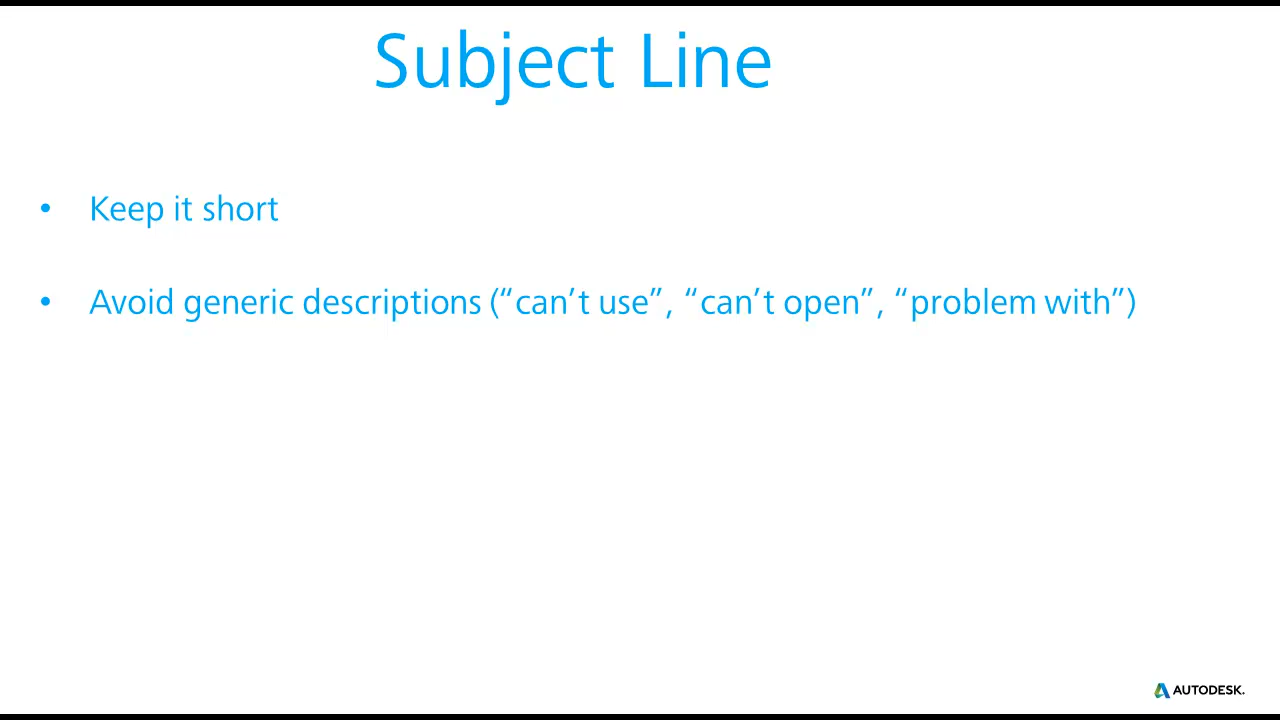 Subject Line
• Keep it short
• Avoid generic descriptions (“can’t use”, “can’t open”, “problem with”)
AUTODESK.